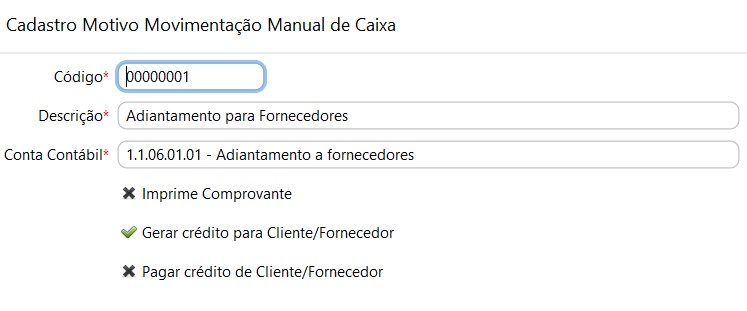 Cadastro Motivo Movimentação Manual de Caixa
Código* 00000001
Descrição* Adiantamento para Fornecedores
Conta Contábil* 1.1.06.01.01 - Adiantamento a fornecedores
Imprime Comprovante
Gerar crédito para Cliente/Fornecedor
Pagar crédito de Cliente/Fornecedor